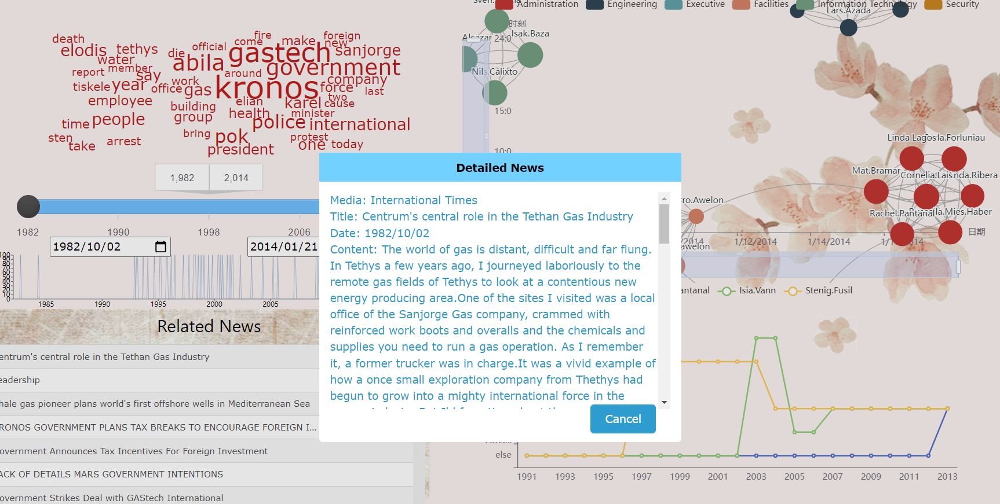 Administration
Engineering
Executive
Facilities
Information Technology
Security
death
elodis
tethys
water
report
member
say
tiskele
year
employee
time
people
sten
take
arrest
official
die
abila
work
office
gas
building
group
bring
fire
come
make
foreign
new
gastech
sanjorge
government
around
company
kronos
force
last
elian
karel
two
cause
health
minister
police
international
pok
protest
one
today
president
1,982
2,014
1982
1990
1998
2006
1982/10/02
2014/01/21
100
0
1985
1990
1995
2000
2005
Related News
entrum's central role in the Tethan Gas Industry
eadership
hale gas pioneer plans world's first offshore wells in Mediterranean Sea
RONOS GOVERNMENT PLANS TAX BREAKS TO ENCOURAGE FOREIGN I...
overnment Announces Tax Incentives For Foreign Investment
ACK OF DETAILS MARS GOVERNMENT INTENTIONS
overnment Strikes Deal with GAStech International
Detailed News
Media: International Times
Title: Centrum's central role in the Tethan Gas Industry
Date: 1982/10/02
Content: The world of gas is distant, difficult and far flung.
In Tethys a few years ago, I journeyed laboriously to the
remote gas fields of Tethys to look at a contentious new
energy producing area.One of the sites I visited was a local
office of the Sanjorge Gas company, crammed with
reinforced work boots and overalls and the chemicals and
supplies you need to run a gas operation. As I remember
it, a former trucker was in charge.It was a vivid example of
how a once small exploration company from Thethys had
begun to grow into a mighty international force in the
Cancel
时刻
24:0
15:0
10:0
Isak.Baza
Nils.Calixto
Lars.Azada
Linda.Lagos
la.Forluniau
Mat.Bramar
Cornelia.Lais
nda.Ribera
Rachel.Pantanal
la.Mies.Haber
ro.Awelon
/2014
1/12/2014
1/14/2014
日期
awelon
antanal
Isia.Vann
Stenig.Fusil
else
1991
1993
1995
1997
1999
2001
2003
2005
2007
2009
2011
2013